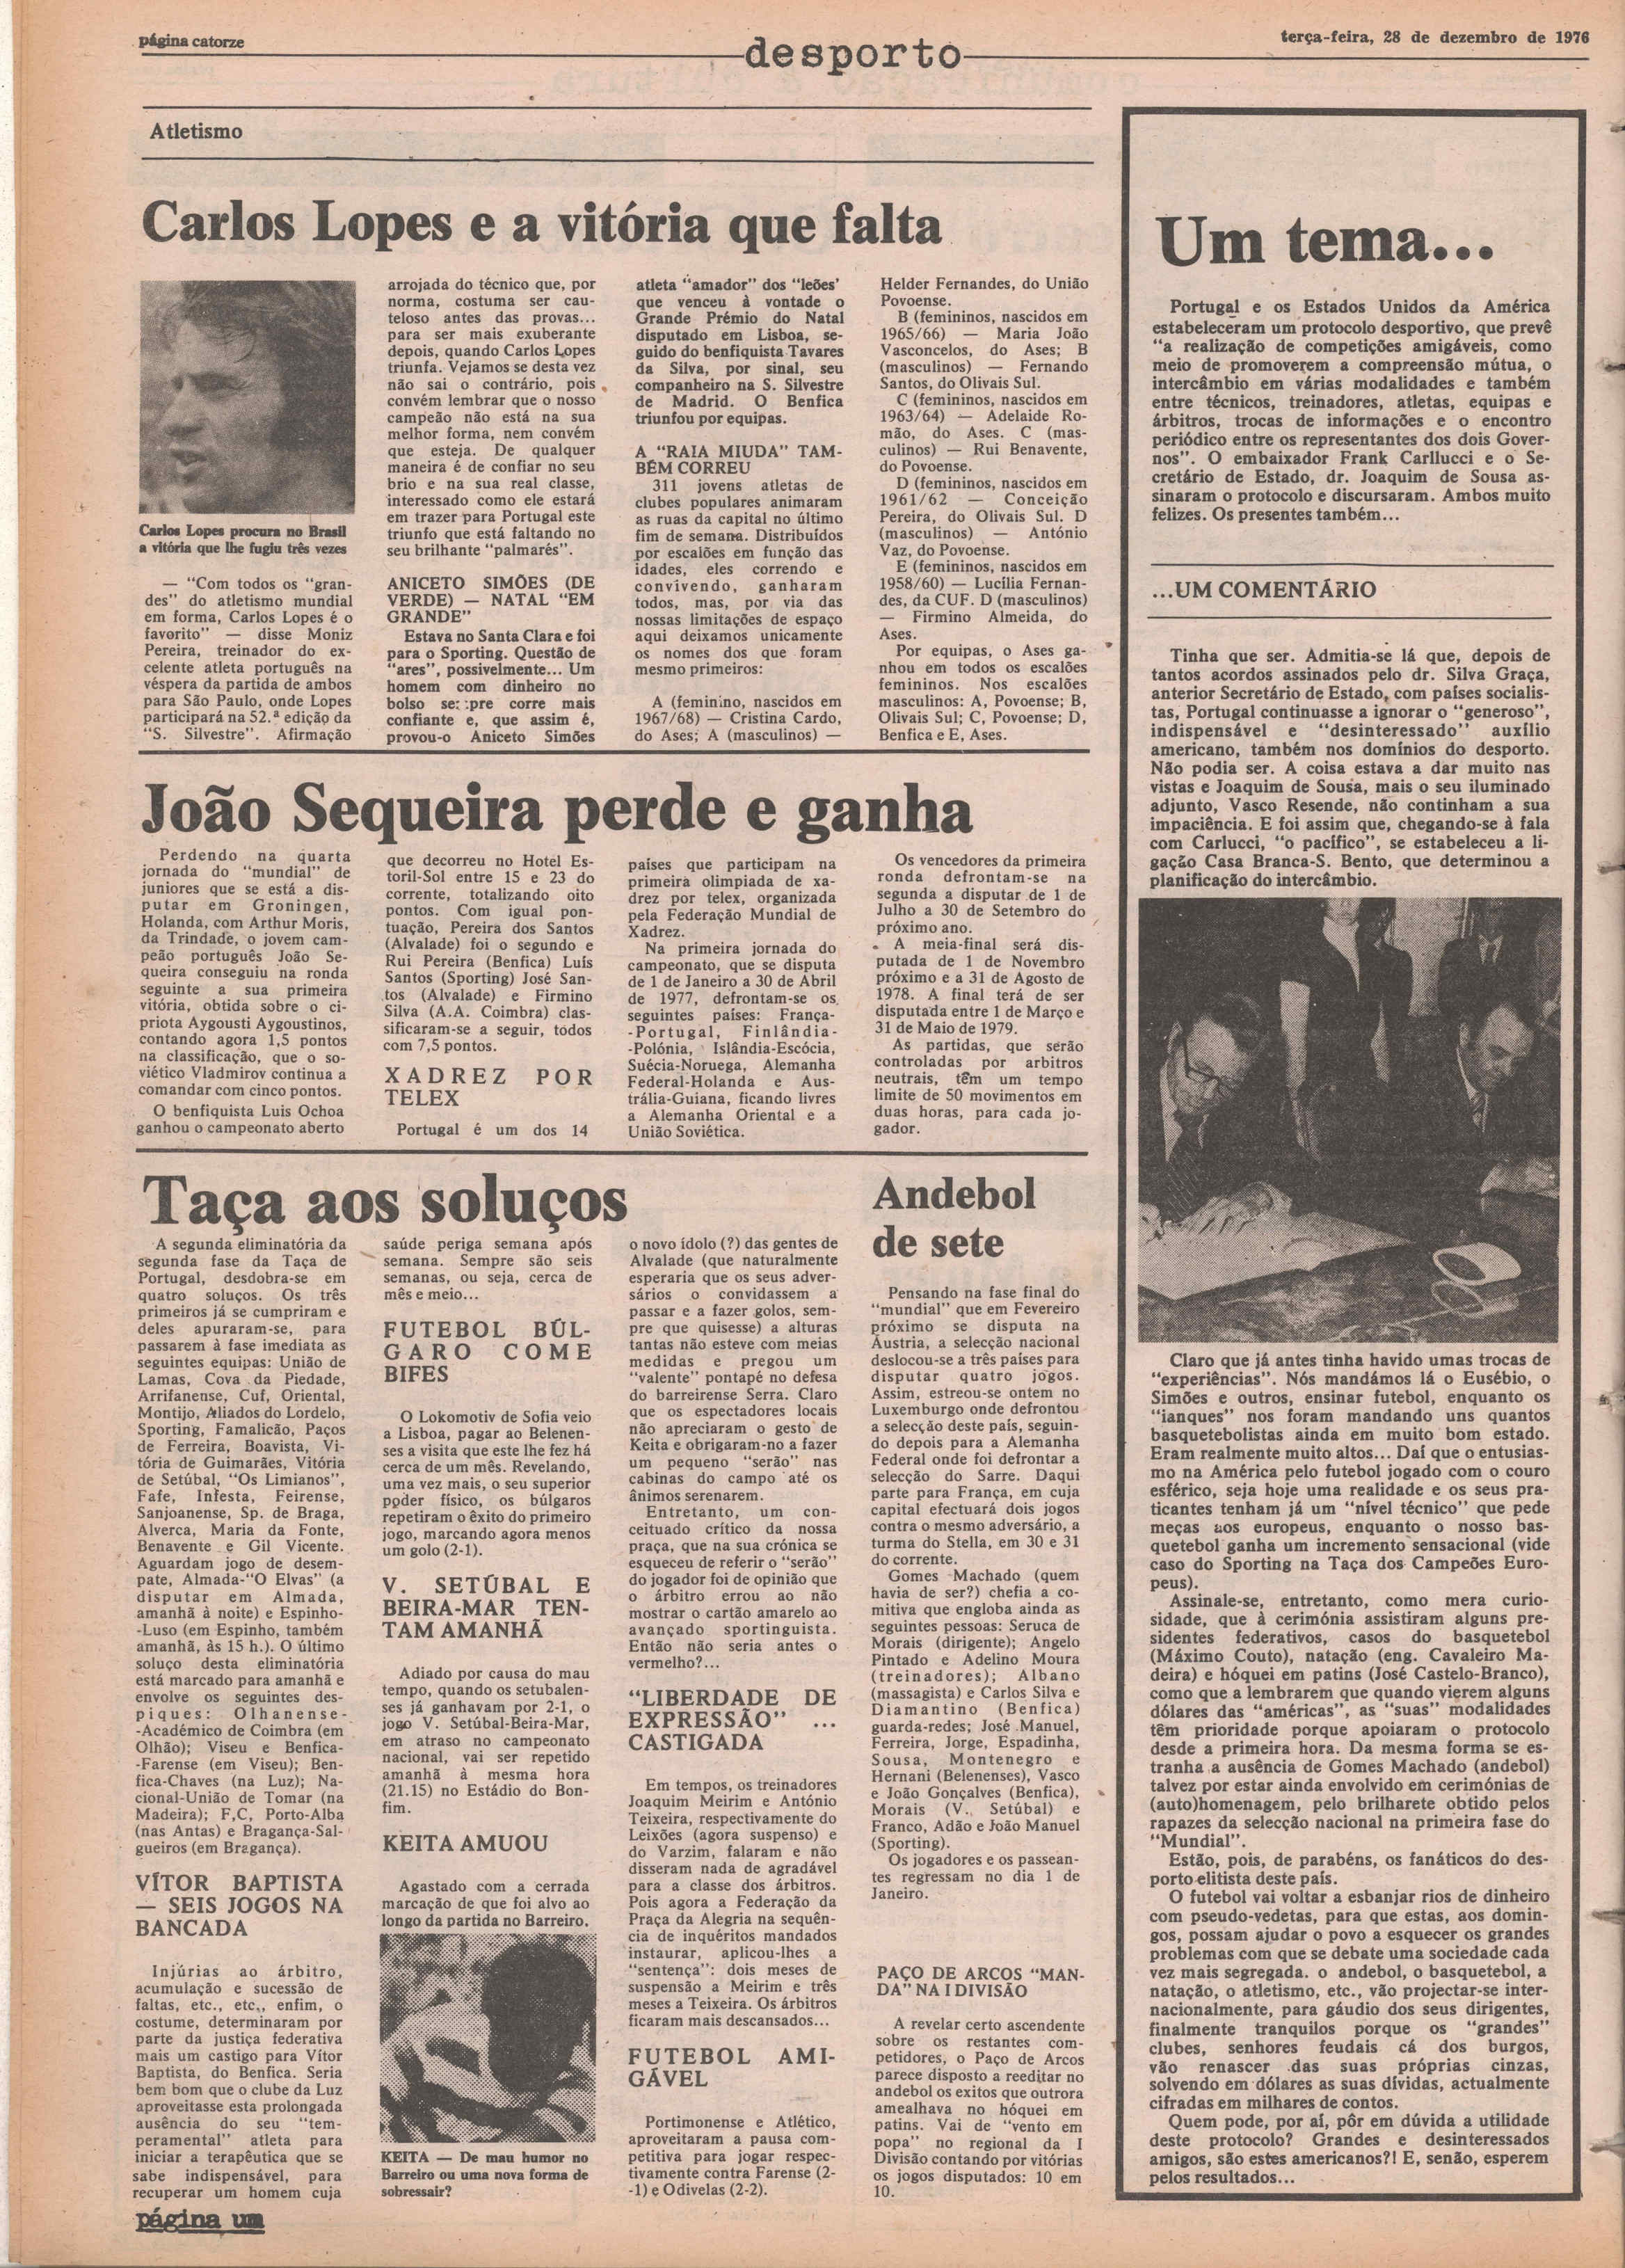 página catorze
desporto
terça-feira, 28 de dezembro de 1976
Atletismo
Carlos Lopes e a vitória que falta
Carlos Lopes procura no Brasil
a vitória que lhe fugiu três vezes
— "Com todos os "gran-
des" do atletismo mundial
em forma, Carlos Lopes é o
favorito" — disse Moniz
Pereira, treinador do ex-
celente atleta português na
véspera da partida de ambos
para São Paulo, onde Lopes
participará na 52.ª edição da
"S. Silvestre". Afirmação
arrojada do técnico que, por
norma, costuma ser cau-
teloso antes das provas...
para ser mais exuberante
depois, quando Carlos Lopes
triunfa. Vejamos se desta vez
não sai o contrário, pois
convém lembrar que o nosso
campeão não está na sua
melhor forma, nem convém
que esteja. De qualquer
maneira é de confiar no seu
brio e na sua real classe,
interessado como ele estará
em trazer para Portugal este
triunfo que está faltando no
seu brilhante "palmarés".
ANICETO SIMÕES (DE
VERDE) — NATAL "EM
GRANDE"
Estava no Santa Clara e foi
para o Sporting. Questão de
"ares", possivelmente... Um
homem com dinheiro no
bolso se: :pre corre mais
confiante e, que assim é,
provou-o Aniceto Simões
atleta "amador" dos "leões'
que venceu à vontade o
Grande Prémio do Natal
disputado em Lisboa, se-
guido do benfiquista Tavares
da Silva, por sinal, seu
companheiro na S. Silvestre
de Madrid. O Benfica
triunfou por equipas.
A "RAIA MIUDA" TAM-
BÉM CORREU
311 jovens atletas de
clubes populares animaram
as ruas da capital no último
fim de semana. Distribuídos
por escalões em função das
idades, eles correndo e
convivendo, ganharam
todos, mas, por via das
nossas limitações de espaço
aqui deixamos unicamente
os nomes dos que foram
mesmo primeiros:
A (feminino, nascidos em
1967/68) — Cristina Cardo,
do Ases; A (masculinos) —
Helder Fernandes, do União
Povoense.
B (femininos, nascidos em
1965/66) — Maria João
Vasconcelos, do Ases; B
(masculinos) — Fernando
Santos, do Olivais Sul.
C (femininos, nascidos em
1963/64) — Adelaide Ro-
mão, do Ases. C (mas-
culinos) — Rui Benavente,
do Povoense.
D (femininos, nascidos em
1961/62 — Conceição
Pereira, do Olivais Sul. D
(masculinos) — António
Vaz, do Povoense.
E (femininos, nascidos em
1958/60) — Lucília Fernan-
des, da CUF. D (masculinos)
— Firmino Almeida, do
Ases.
Por equipas, o Ases ga-
nhou em todos os escalões
femininos. Nos escalões
masculinos: A, Povoense; B,
Olivais Sul; C, Povoense; D,
Benfica e E, Ases.
João Sequeira perde e ganha
Perdendo na quarta
jornada do "mundial" de
juniores que se está a dis-
putar em Groningen,
Holanda, com Arthur Moris,
da Trindade, o jovem cam-
peão português João Se-
queira conseguiu na ronda
seguinte a sua primeira
vitória, obtida sobre o ci-
priota Aygousti Aygoustinos,
contando agora 1,5 pontos
na classificação, que o so-
viético Vladmirov continua a
comandar com cinco pontos.
O benfiquista Luis Ochoa
ganhou o campeonato aberto
que decorreu no Hotel Es-
toril-Sol entre 15 e 23 do
corrente, totalizando oito
pontos. Com igual pon-
tuação, Pereira dos Santos
(Alvalade) foi o segundo e
Rui Pereira (Benfica) Luís
Santos (Sporting) José San-
tos (Alvalade) e Firmino
Silva (A.A. Coimbra) clas-
sificaram-se a seguir, todos
com 7,5 pontos.
XADREZ POR
TELEX
Portugal é um dos 14
países que participam na
primeira olimpiada de xa-
drez por telex, organizada
pela Federação Mundial de
Xadrez.
Na primeira jornada do
campeonato, que se disputa
de 1 de Janeiro a 30 de Abril
de 1977, defrontam-se os
seguintes países: França-
-Portugal, Finlândia-
-Polónia, Islândia-Escócia,
Suécia-Noruega, Alemanha
Federal-Holanda e Aus-
trália-Guiana, ficando livres
a Alemanha Oriental e a
União Soviética.
Os vencedores da primeira
ronda defrontam-se na
segunda a disputar de 1 de
Julho a 30 de Setembro do
próximo ano.
A meia-final será dis-
putada de 1 de Novembro
próximo e a 31 de Agosto de
1978. A final terá de ser
disputada entre 1 de Março e
31 de Maio de 1979.
As partidas, que serão
controladas por arbitros
neutrais, têm um tempo
limite de 50 movimentos em
duas horas, para cada jo-
gador.
Taça aos soluços
A segunda eliminatória da
segunda fase da Taça de
Portugal, desdobra-se em
quatro soluços. Os três
primeiros já se cumpriram e
deles apuraram-se, para
passarem à fase imediata as
seguintes equipas: União de
Lamas, Cova da Piedade,
Arrifanense, Cuf, Oriental,
Montijo, Aliados do Lordelo,
Sporting, Famalicão, Paços
de Ferreira, Boavista, Vi-
tória de Guimarães, Vitória
de Setúbal, "Os Limianos",
Fafe, Infesta, Feirense,
Sanjoanense, Sp. de Braga,
Alverca, Maria da Fonte,
Benavente e Gil Vicente.
Aguardam jogo de desem-
pate, Almada-"O Elvas" (a
disputar em Almada,
amanhã à noite) e Espinho-
-Luso (em Espinho, também
amanhã, às 15 h.). O último
soluço desta eliminatória
está marcado para amanhã e
envolve os seguintes des-
piques: Olhanense-
-Académico de Coimbra (em
Olhão); Viseu e Benfica-
-Farense (em Viseu); Ben-
fica-Chaves (na Luz); Na-
cional-União de Tomar (na
Madeira); F.C, Porto-Alba
(nas Antas) e Bragança-Sal-
gueiros (em Bragança).
VÍTOR BAPTISTA
— SEIS JOGOS NA
BANCADA
Injúrias ao árbitro,
acumulação e sucessão de
faltas, etc., etc., enfim, o
costume, determinaram por
parte da justiça federativa
mais um castigo para Vítor
Baptista, do Benfica. Seria
bem bom que o clube da Luz
aproveitasse esta prolongada
ausência do seu "tem-
peramental" atleta para
iniciar a terapêutica que se
sabe indispensável, para
recuperar um homem cuja
saúde periga semana após
semana. Sempre são seis
semanas, ou seja, cerca de
mês e meio...
FUTEBOL BÚL-
GARO COME
BIFES
O Lokomotiv de Sofia veio
a Lisboa, pagar ao Belenen-
ses a visita que este lhe fez há
cerca de um mês. Revelando,
uma vez mais, o seu superior
poder físico, os búlgaros
repetiram o êxito do primeiro
jogo, marcando agora menos
um golo (2-1).
V. SETÚBAL E
BEIRA-MAR TEN-
TAM AMANHÃ
Adiado por causa do mau
tempo, quando os setubalen-
ses já ganhavam por 2-1, o
jogo V. Setúbal-Beira-Mar,
em atraso no campeonato
nacional, vai ser repetido
amanhã à mesma hora
(21.15) no Estádio do Bon-
fim.
KEITA AMUOU
Agastado com a cerrada
marcação de que foi alvo ao
longo da partida no Barreiro.
KEITA — De mau humor no
Barreiro ou uma nova forma de
sobressair?
o novo ídolo (?) das gentes de
Alvalade (que naturalmente
esperaria que os seus adver-
sários o convidassem a
passar e a fazer golos, sem-
pre que quisesse) a alturas
tantas não esteve com meias
medidas e pregou um
"valente" pontapé no defesa
do barreirense Serra. Claro
que os espectadores locais
não apreciaram o gesto de
Keita e obrigaram-no a fazer
um pequeno "serão" nas
cabinas do campo até os
ânimos serenarem.
Entretanto, um con-
ceituado crítico da nossa
praça, que na sua crónica se
esqueceu de referir o "serão"
do jogador foi de opinião que
o árbitro errou ao não
mostrar o cartão amarelo ao
avançado sportinguista.
Então não seria antes o
vermelho?...
"LIBERDADE DE
EXPRESSÃO" ...
CASTIGADA
Em tempos, os treinadores
Joaquim Meirim e António
Teixeira, respectivamente do
Leixões (agora suspenso) e
do Varzim, falaram e não
disseram nada de agradável
para a classe dos árbitros.
Pois agora a Federação da
Praça da Alegria na sequên-
cia de inquéritos mandados
instaurar, aplicou-lhes a
"sentença": dois meses de
suspensão a Meirim e três
meses a Teixeira. Os árbitros
ficaram mais descansados...
FUTEBOL AMI-
GÁVEL
Portimonense e Atlético,
aproveitaram a pausa com-
petitiva para jogar respec-
tivamente contra Farense (2-
-1) e Odivelas (2-2).
Andebol
de sete
Pensando na fase final do
"mundial" que em Fevereiro
próximo se disputa na
Áustria, a selecção nacional
deslocou-se a três países para
disputar quatro jogos.
Assim, estreou-se ontem no
Luxemburgo onde defrontou
a selecção deste país, seguin-
do depois para a Alemanha
Federal onde foi defrontar a
selecção do Sarre. Daqui
parte para França, em cuja
capital efectuará dois jogos
contra o mesmo adversário, a
turma do Stella, em 30 e 31
do corrente.
Gomes Machado (quem
havia de ser?) chefia a co-
mitiva que engloba ainda as
seguintes pessoas: Seruca de
Morais (dirigente); Angelo
Pintado e Adelino Moura
(treinadores); Albano
(massagista) e Carlos Silva e
Diamantino (Benfica)
guarda-redes; José Manuel,
Ferreira, Jorge, Espadinha,
Sousa, Montenegro e
Hernani (Belenenses), Vasco
e João Gonçalves (Benfica),
Morais (V. Setúbal) e
Franco, Adão e João Manuel
(Sporting).
Os jogadores e os passean-
tes regressam no dia 1 de
Janeiro.
PAÇO DE ARCOS "MAN-
DA" NA I DIVISÃO
A revelar certo ascendente
sobre os restantes com-
petidores, o Paço de Arcos
parece disposto a reeditar no
andebol os exitos que outrora
amealhava no hóquei em
patins. Vai de "vento em
popa" no regional da I
Divisão contando por vitórias
os jogos disputados: 10 em
10.
Um tema...
Portugal e os Estados Unidos da América
estabeleceram um protocolo desportivo, que prevê
"a realização de competições amigáveis, como
meio de promoverem a compreensão mútua, o
intercâmbio em várias modalidades e também
entre técnicos, treinadores, atletas, equipas e
árbitros, trocas de informações e o encontro
periódico entre os representantes dos dois Gover-
nos". O embaixador Frank Carllucci e o Se-
cretário de Estado, dr. Joaquim de Sousa as-
sinaram o protocolo e discursaram. Ambos muito
felizes. Os presentes também...
...UM COMENTÁRIO
Tinha que ser. Admitia-se lá que, depois de
tantos acordos assinados pelo dr. Silva Graça,
anterior Secretário de Estado, com países socialis-
tas, Portugal continuasse a ignorar o "generoso",
indispensável e "desinteressado" auxílio
americano, também nos domínios do desporto.
Não podia ser. A coisa estava a dar muito nas
vistas e Joaquim de Sousa, mais o seu iluminado
adjunto, Vasco Resende, não continham a sua
impaciência. E foi assim que, chegando-se à fala
com Carlucci, "o pacífico", se estabeleceu a li-
gação Casa Branca-S. Bento, que determinou a
planificação do intercâmbio.
Claro que já antes tinha havido umas trocas de
"experiências". Nós mandámos lá o Eusébio, o
Simões e outros, ensinar futebol, enquanto os
"ianques" nos foram mandando uns quantos
basquetebolistas ainda em muito bom estado.
Eram realmente muito altos... Daí que o entusias-
mo na América pelo futebol jogado com o couro
esférico, seja hoje uma realidade e os seus pra-
ticantes tenham já um "nível técnico" que pede
meças aos europeus, enquanto o nosso bas-
quetebol ganha um incremento sensacional (vide
caso do Sporting na Taça dos Campeões Euro-
peus).
Assinale-se, entretanto, como mera curio-
sidade, que à cerimónia assistiram alguns pre-
sidentes federativos, casos do basquetebol
(Máximo Couto), natação (eng. Cavaleiro Ma-
deira) e hóquei em patins (José Castelo-Branco),
como que a lembrarem que quando vierem alguns
dólares das "américas", as "suas" modalidades
têm prioridade porque apoiaram o protocolo
desde a primeira hora. Da mesma forma se es-
tranha a ausência de Gomes Machado (andebol)
talvez por estar ainda envolvido em cerimónias de
(auto)homenagem, pelo brilharete obtido pelos
rapazes da selecção nacional na primeira fase do
"Mundial".
Estão, pois, de parabéns, os fanáticos do des-
porto elitista deste país.
O futebol vai voltar a esbanjar rios de dinheiro
com pseudo-vedetas, para que estas, aos domin-
gos, possam ajudar o povo a esquecer os grandes
problemas com que se debate uma sociedade cada
vez mais segregada. o andebol, o basquetebol, a
natação, o atletismo, etc., vão projectar-se inter-
nacionalmente, para gáudio dos seus dirigentes,
finalmente tranquilos porque os "grandes"
clubes, senhores feudais cá dos burgos,
vão renascer das suas próprias cinzas,
solvendo em dólares as suas dívidas, actualmente
cifradas em milhares de contos.
Quem pode, por aí, pôr em dúvida a utilidade
deste protocolo? Grandes e desinteressados
amigos, são estes americanos?! E, senão, esperem
pelos resultados...
página um